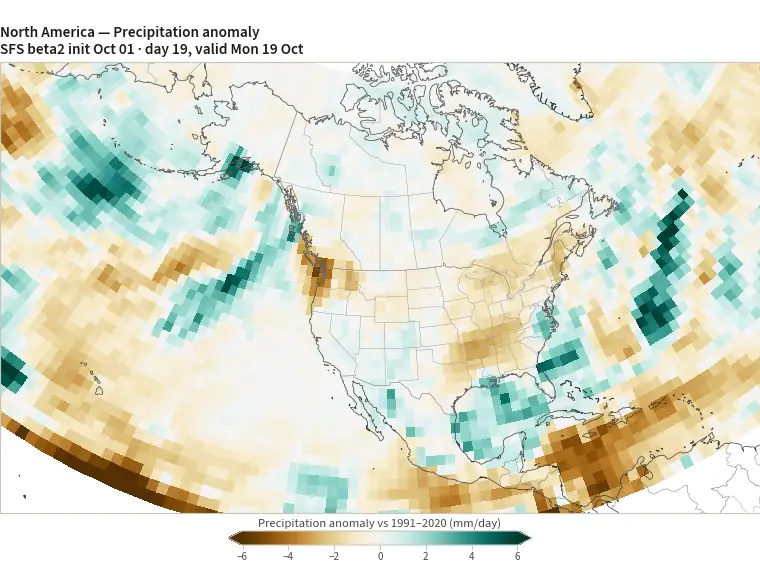 North America — Precipitation anomaly
SFS beta2 init Oct 01 · day 19, valid Mon 19 Oct
Precipitation anomaly vs 1991–2020 (mm/day)
−6 −4 −2 0 2 4 6